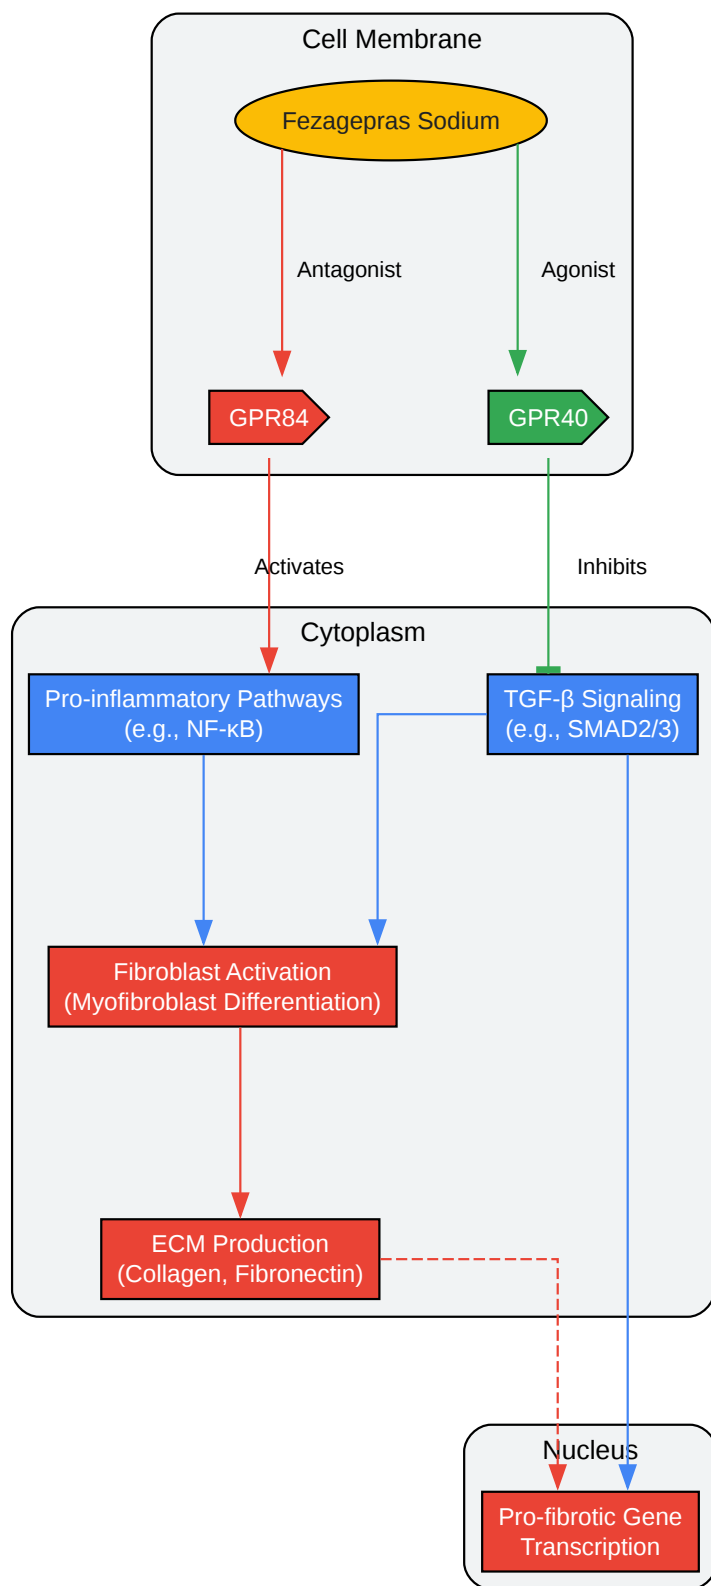 Cell Membrane
Fezagepras Sodium
Antagonist
Agonist
GPR84
GPR40
Activates
Inhibits
Cytoplasm
Pro-inflammatory Pathways
(e.g., NF-κB)
TGF-β Signaling
(e.g., SMAD2/3)
Fibroblast Activation
(Myofibroblast Differentiation)
ECM Production
(Collagen, Fibronectin)
Nucleus
Pro-fibrotic Gene
Transcription